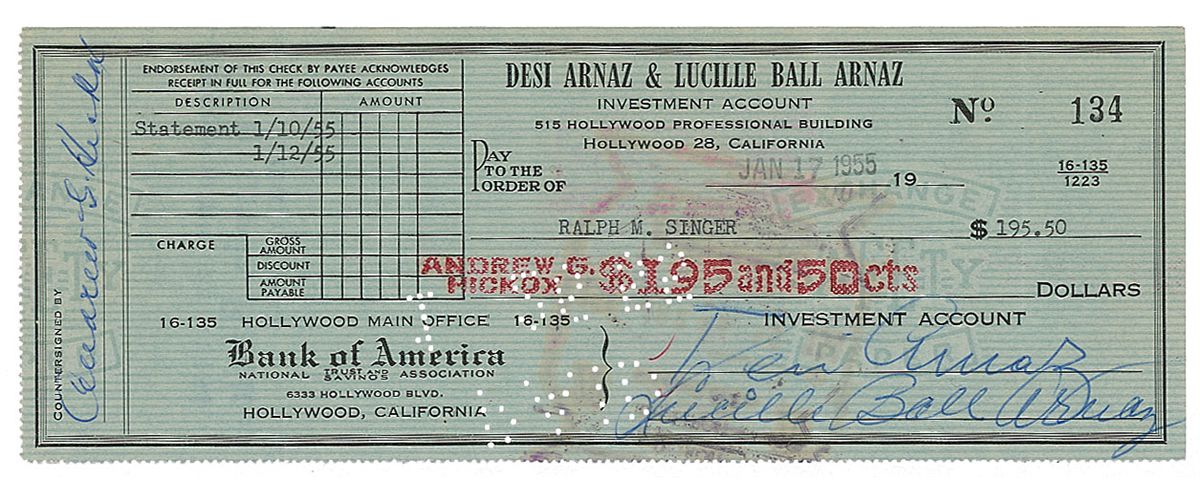 ENDORSEMENT OF THIS CHECK BY PAYEE ACKNOWLEDGES
RECEIPT IN FULL FOR THE FOLLOWING ACCOUNTS
DESCRIPTION AMOUNT
Statement 1/10/55
1/12/55
CHARGE
GROSS AMOUNT
DISCOUNT
AMOUNT PAYABLE
DESI ARNAZ & LUCILLE BALL ARNAZ
INVESTMENT ACCOUNT
515 HOLLYWOOD PROFESSIONAL BUILDING
HOLLYWOOD 28, CALIFORNIA
No. 134
PAY TO THE ORDER OF
JAN 17 1955 19
16-135
1223
RALPH M. SINGER $ 195.50
ANDREW G. HICKOX $195and50cts DOLLARS
16-135 HOLLYWOOD MAIN OFFICE 16-135
Bank of America
NATIONAL TRUST AND SAVINGS ASSOCIATION
6333 HOLLYWOOD BLVD.
HOLLYWOOD, CALIFORNIA
INVESTMENT ACCOUNT
Desi Arnaz
Lucille Ball Arnaz
COUNTERSIGNED BY
Andrew G. Hickox